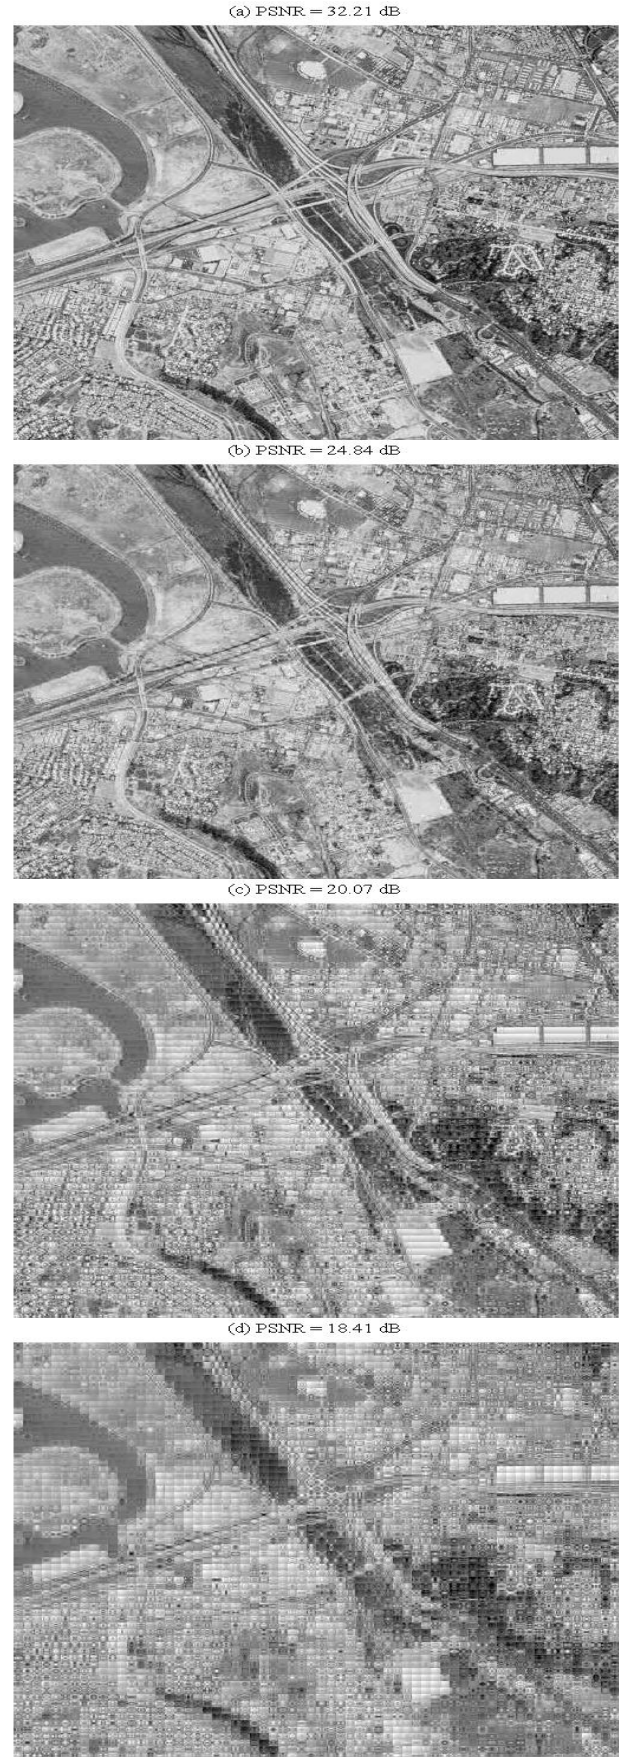 (a) PSNR = 32.21 dB
(b) PSNR = 24.84 dB
(c) PSNR = 20.07 dB
(d) PSNR = 18.41 dB